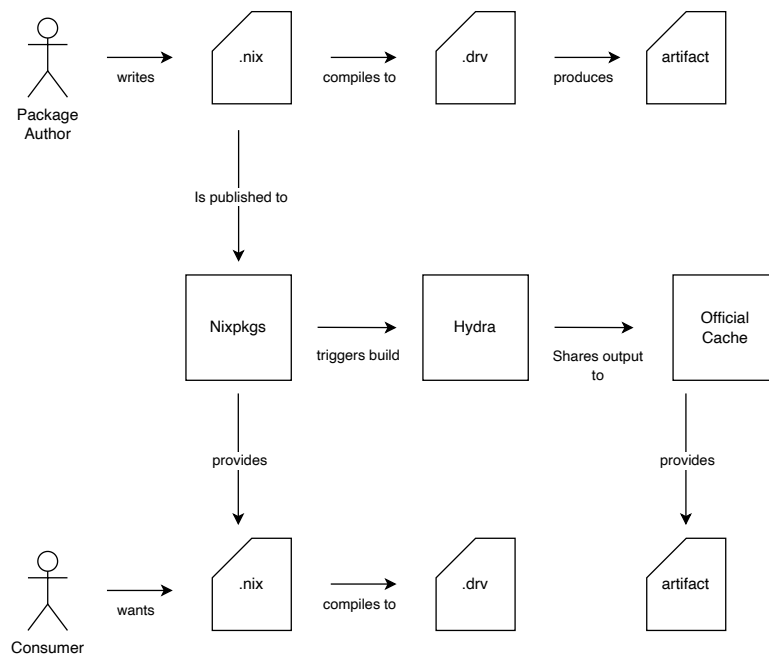 .nix
.drv
artifact
writes
compiles to
produces
Package
Author
Is published to
Nixpkgs
Hydra
Official
Cache
triggers build
Shares output
to
provides
provides
.nix
.drv
artifact
wants
compiles to
Consumer